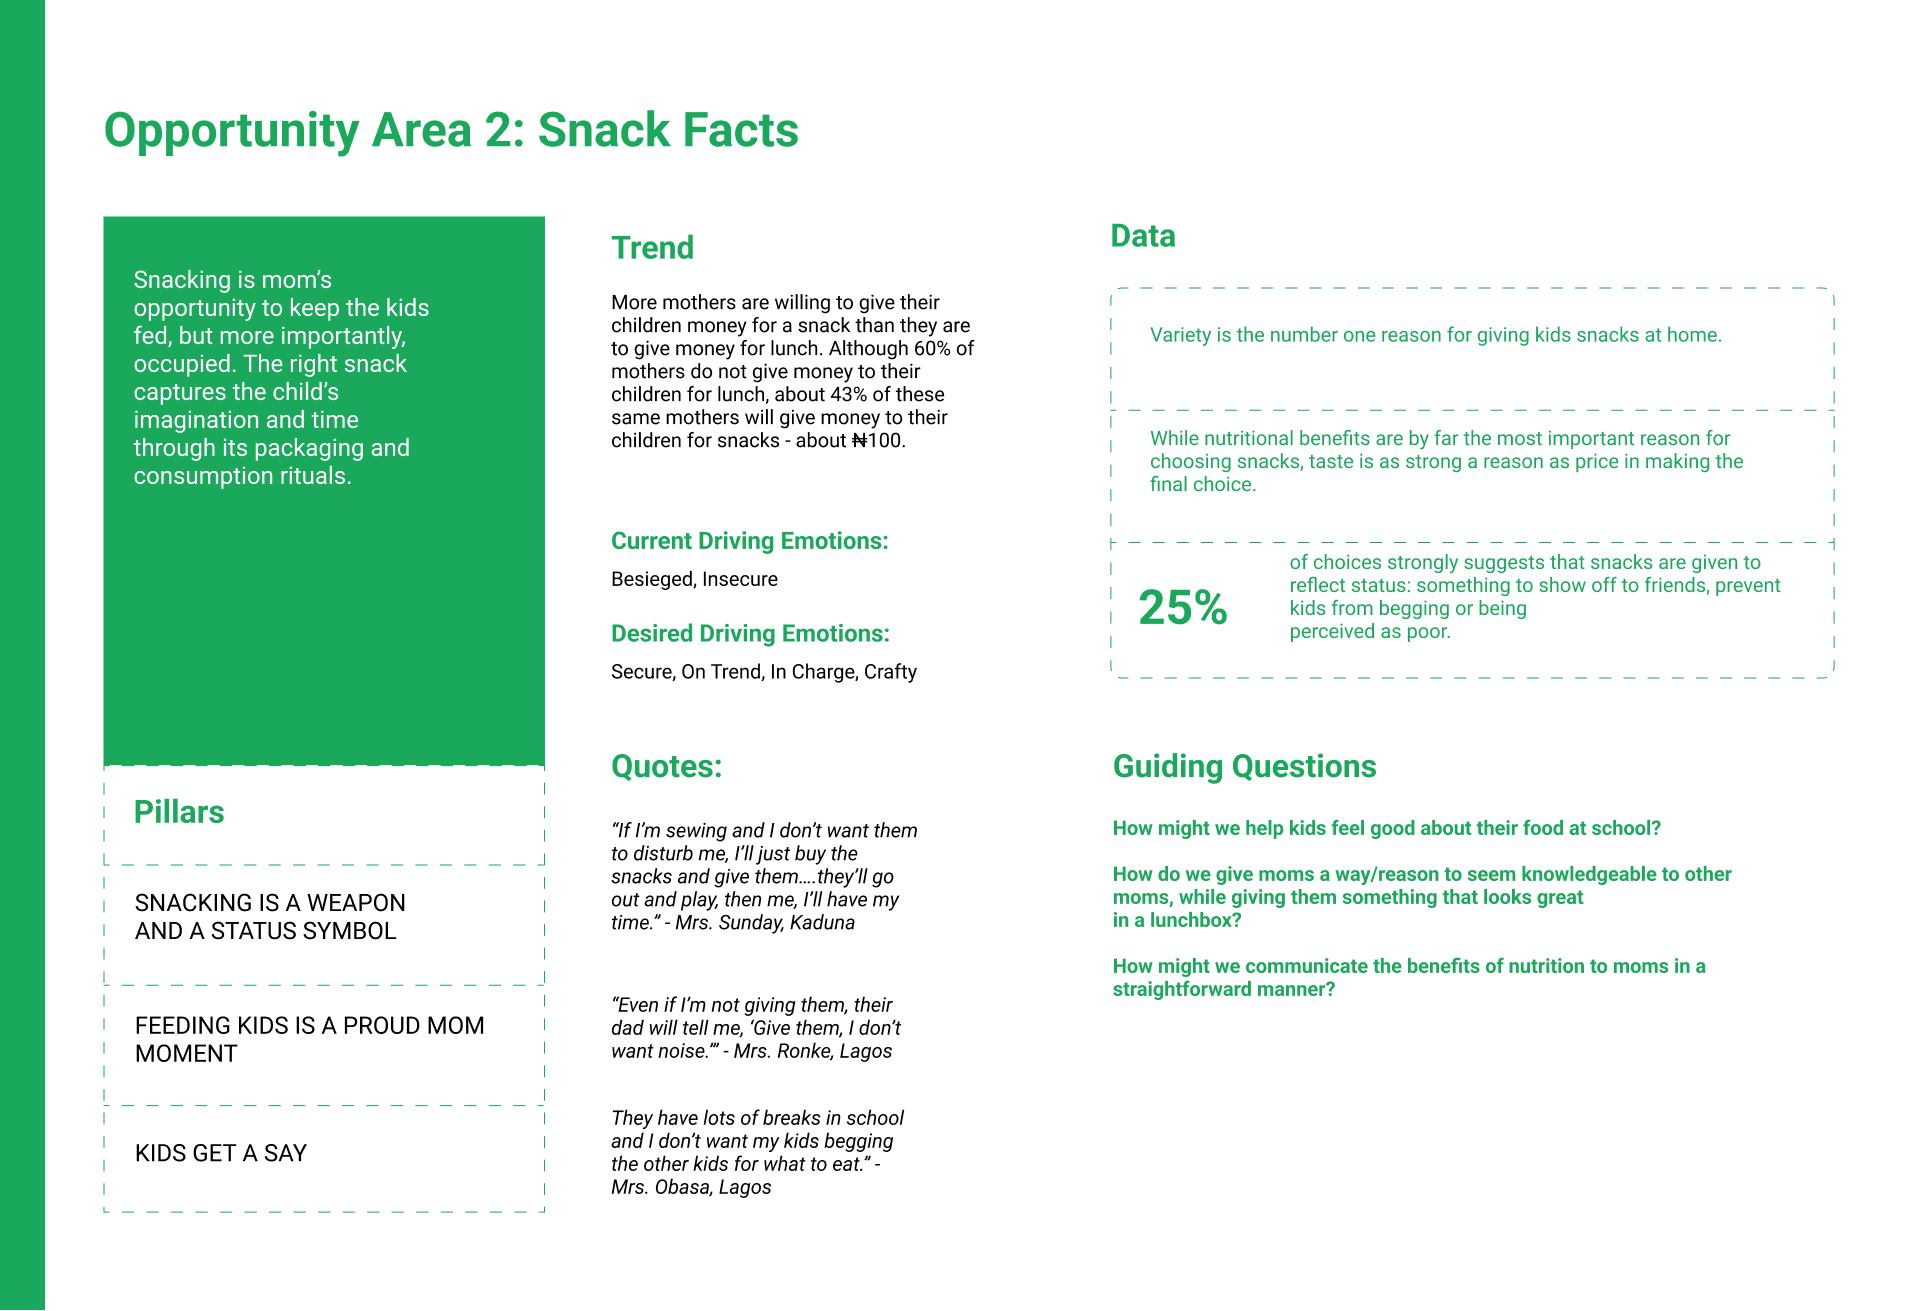 Opportunity Area 2: Snack Facts
Snacking is mom’s
opportunity to keep the kids
fed, but more importantly,
occupied. The right snack
captures the child’s
imagination and time
through its packaging and
consumption rituals.
Pillars
SNACKING IS A WEAPON
AND A STATUS SYMBOL
FEEDING KIDS IS A PROUD MOM
MOMENT
KIDS GET A SAY
Trend
More mothers are willing to give their
children money for a snack than they are
to give money for lunch. Although 60% of
mothers do not give money to their
children for lunch, about 43% of these
same mothers will give money to their
children for snacks - about ₦100.
Current Driving Emotions:
Besieged, Insecure
Desired Driving Emotions:
Secure, On Trend, In Charge, Crafty
Quotes:
“If I’m sewing and I don’t want them
to disturb me, I’ll just buy the
snacks and give them….they’ll go
out and play, then me, I’ll have my
time.” - Mrs. Sunday, Kaduna
“Even if I’m not giving them, their
dad will tell me, ‘Give them, I don’t
want noise.’” - Mrs. Ronke, Lagos
They have lots of breaks in school
and I don’t want my kids begging
the other kids for what to eat.” -
Mrs. Obasa, Lagos
Data
Variety is the number one reason for giving kids snacks at home.
While nutritional benefits are by far the most important reason for
choosing snacks, taste is as strong a reason as price in making the
final choice.
25%
of choices strongly suggests that snacks are given to
reflect status: something to show off to friends, prevent
kids from begging or being
perceived as poor.
Guiding Questions
How might we help kids feel good about their food at school?
How do we give moms a way/reason to seem knowledgeable to other
moms, while giving them something that looks great
in a lunchbox?
How might we communicate the benefits of nutrition to moms in a
straightforward manner?